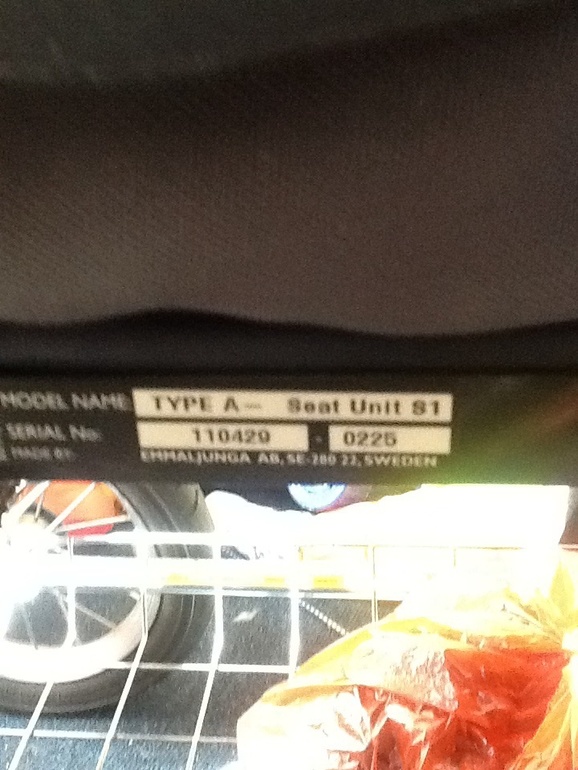 MODEL NAME TYPE A- Seat Unit S1
SERIAL No. 110429 - 0225
MADE BY: EMMALJUNGA AB, SE-280 22, SWEDEN